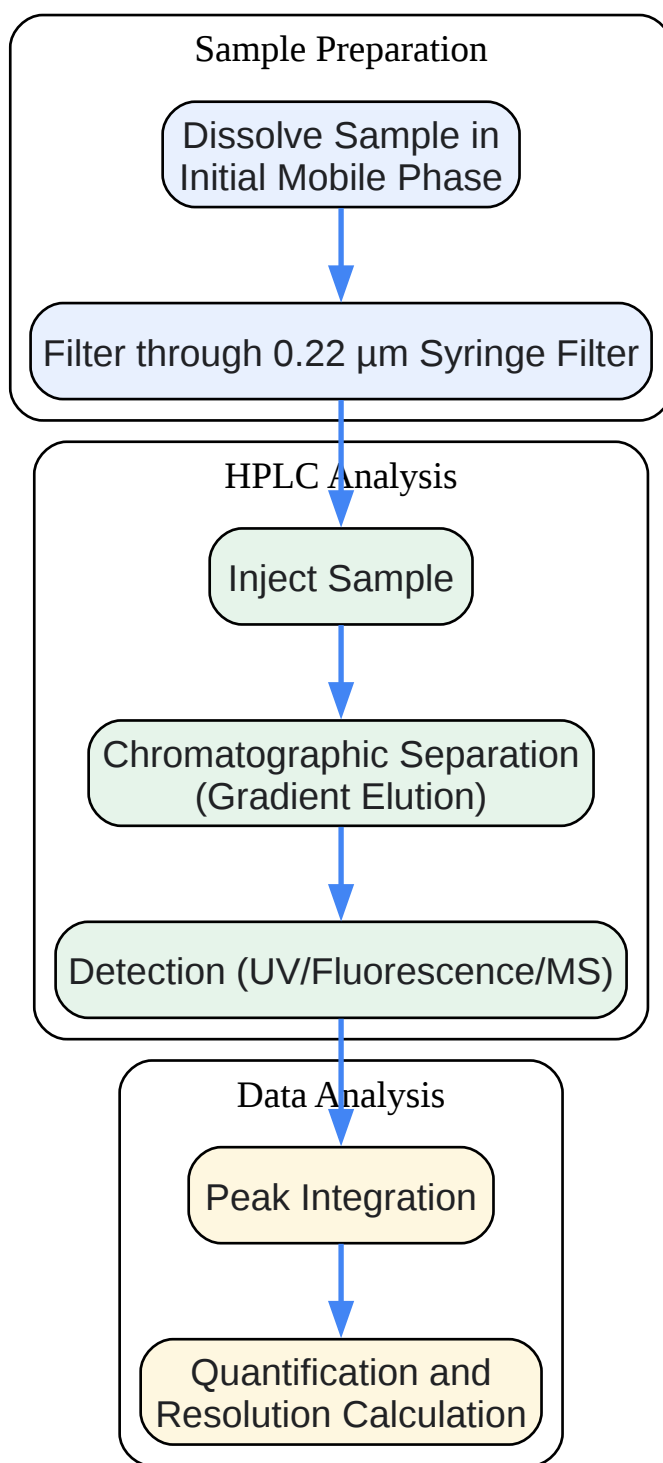 Sample Preparation
Dissolve Sample in
Initial Mobile Phase
Filter through 0.22 µm Syringe Filter
HPLC Analysis
Inject Sample
Chromatographic Separation
(Gradient Elution)
Detection (UV/Fluorescence/MS)
Data Analysis
Peak Integration
Quantification and
Resolution Calculation